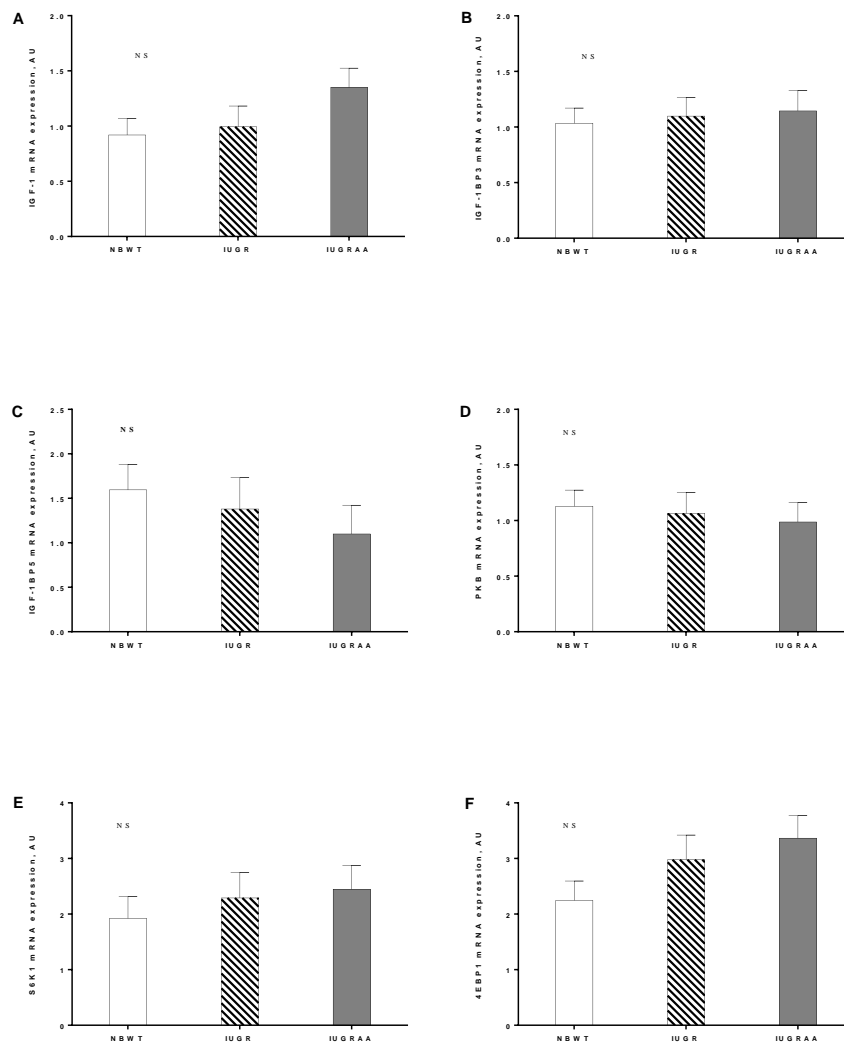 A
IGF-1 mRNA expression, AU
2.0
1.5
1.0
0.5
0.0
NS
NBWT IUGR IUGRAA
B
IGF-1BP3 mRNA expression, AU
2.0
1.5
1.0
0.5
0.0
NS
NBWT IUGR IUGRAA
C
IGF-1BP5 mRNA expression, AU
2.5
2.0
1.5
1.0
0.5
0.0
NS
NBWT IUGR IUGRAA
D
PKB mRNA expression, AU
2.0
1.5
1.0
0.5
0.0
NS
NBWT IUGR IUGRAA
E
S6K1 mRNA expression, AU
4
3
2
1
0
NS
NBWT IUGR IUGRAA
F
4EBP1 mRNA expression, AU
4
3
2
1
0
NS
NBWT IUGR IUGRAA